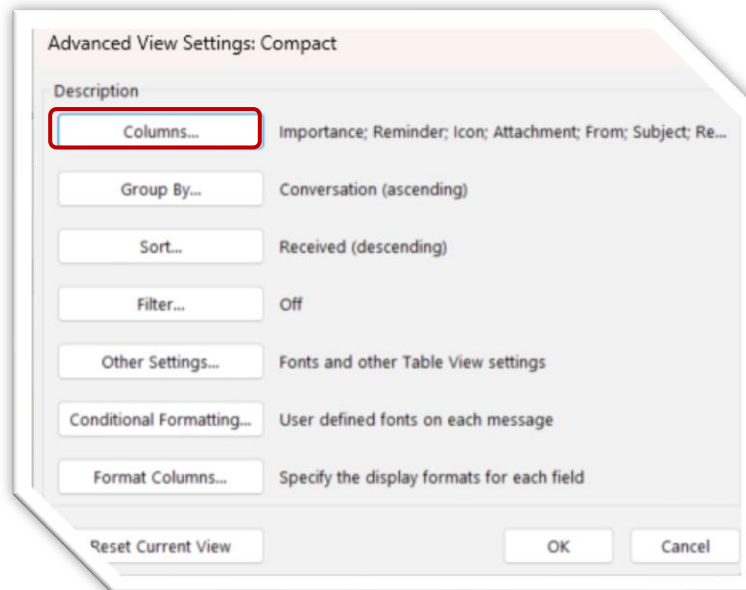 Advanced View Settings: Compact
Description
Columns... Importance; Reminder; Icon; Attachment; From; Subject; Re...
Group By... Conversation (ascending)
Sort... Received (descending)
Filter... Off
Other Settings... Fonts and other Table View settings
Conditional Formatting... User defined fonts on each message
Format Columns... Specify the display formats for each field
Reset Current View OK Cancel